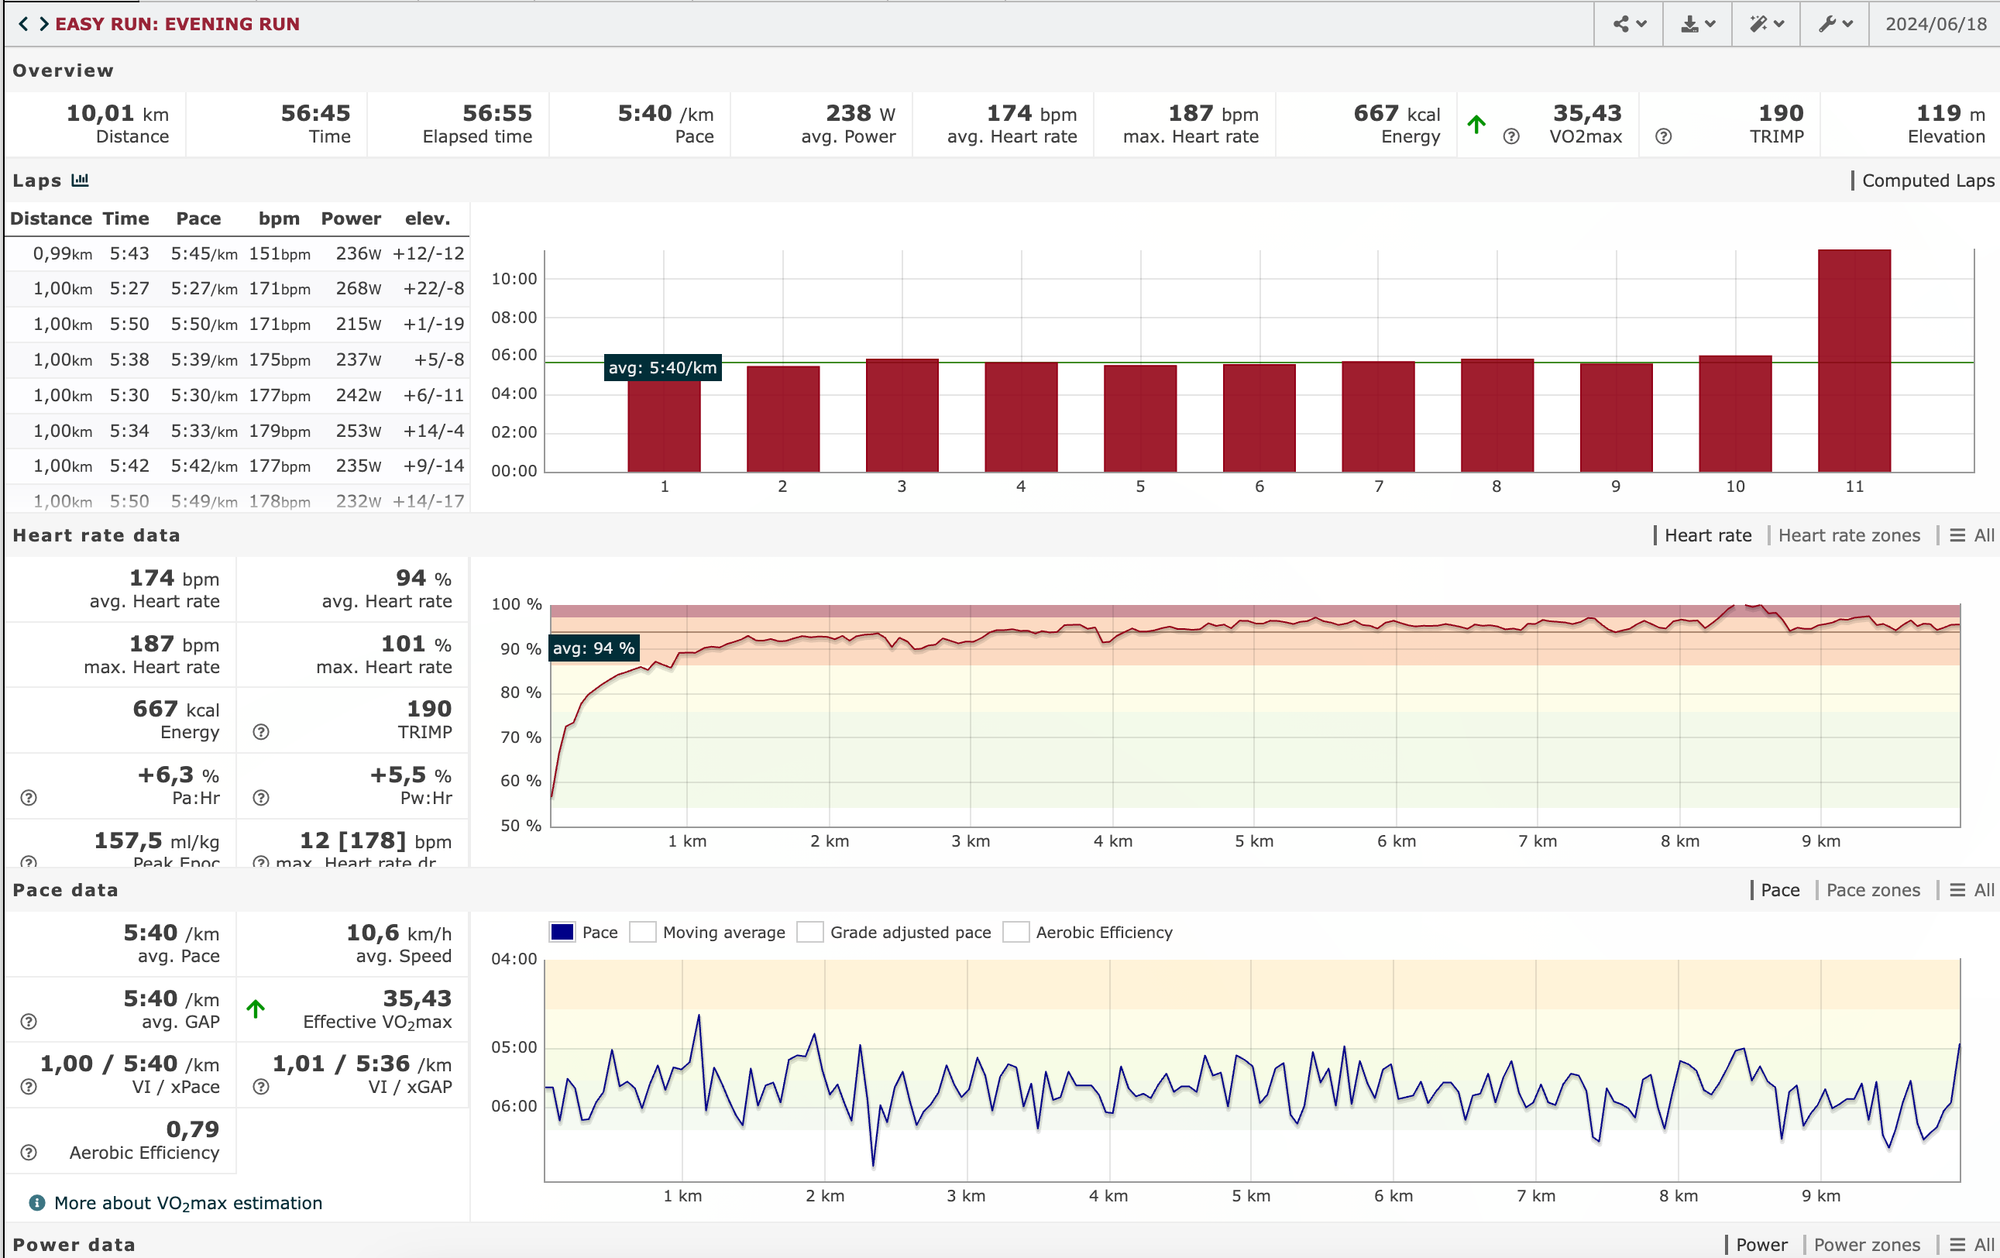 EASY RUN: EVENING RUN 2024/06/18
Overview
10,01 km 56:45 56:55 5:40 /km 238 W 174 bpm 187 bpm 667 kcal 35,43 190 119 m
Distance Time Elapsed time Pace avg. Power avg. Heart rate max. Heart rate Energy VO2max TRIMP Elevation
Laps Computed Laps
Distance Time Pace bpm Power elev.
0,99km 5:43 5:45/km 151bpm 236W +12/-12
1,00km 5:27 5:27/km 171bpm 268W +22/-8
1,00km 5:50 5:50/km 171bpm 215W +1/-19
1,00km 5:38 5:39/km 175bpm 237W +5/-8
1,00km 5:30 5:30/km 177bpm 242W +6/-11
1,00km 5:34 5:33/km 179bpm 253W +14/-4
1,00km 5:42 5:42/km 177bpm 235W +9/-14
1,00km 5:50 5:49/km 178bpm 232W +14/-17
10:00
08:00
06:00
avg: 5:40/km
04:00
02:00
00:00
1 2 3 4 5 6 7 8 9 10 11
Heart rate data Heart rate Heart rate zones All
174 bpm 94 %
avg. Heart rate avg. Heart rate
187 bpm 101 %
max. Heart rate max. Heart rate
667 kcal 190
Energy TRIMP
+6,3 % +5,5 %
Pa:Hr Pw:Hr
157,5 ml/kg 12 [178] bpm
Peak Epoc max. Heart rate dr...
100 %
90 %
avg: 94 %
80 %
70 %
60 %
50 %
1 km 2 km 3 km 4 km 5 km 6 km 7 km 8 km 9 km
Pace data Pace Pace zones All
5:40 /km 10,6 km/h
avg. Pace avg. Speed
5:40 /km 35,43
avg. GAP Effective VO2max
1,00 / 5:40 /km 1,01 / 5:36 /km
VI / xPace VI / xGAP
0,79
Aerobic Efficiency
More about VO2max estimation
Pace Moving average Grade adjusted pace Aerobic Efficiency
04:00
05:00
06:00
1 km 2 km 3 km 4 km 5 km 6 km 7 km 8 km 9 km
Power data Power Power zones All